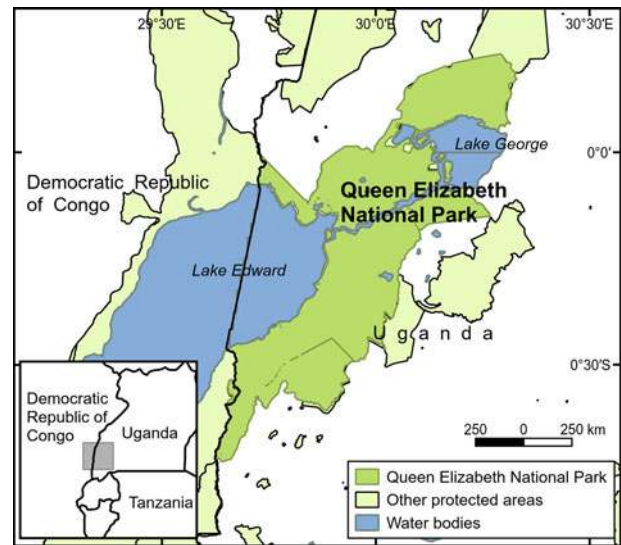 29°30'E
30°0'E
30°30'E
Lake George
0°0'
Democratic Republic
of Congo
Queen Elizabeth
National Park
Lake Edward
Uganda
0°30'S
Democratic
Republic of
Congo
Uganda
Tanzania
250 0 250 km
Queen Elizabeth National Park
Other protected areas
Water bodies